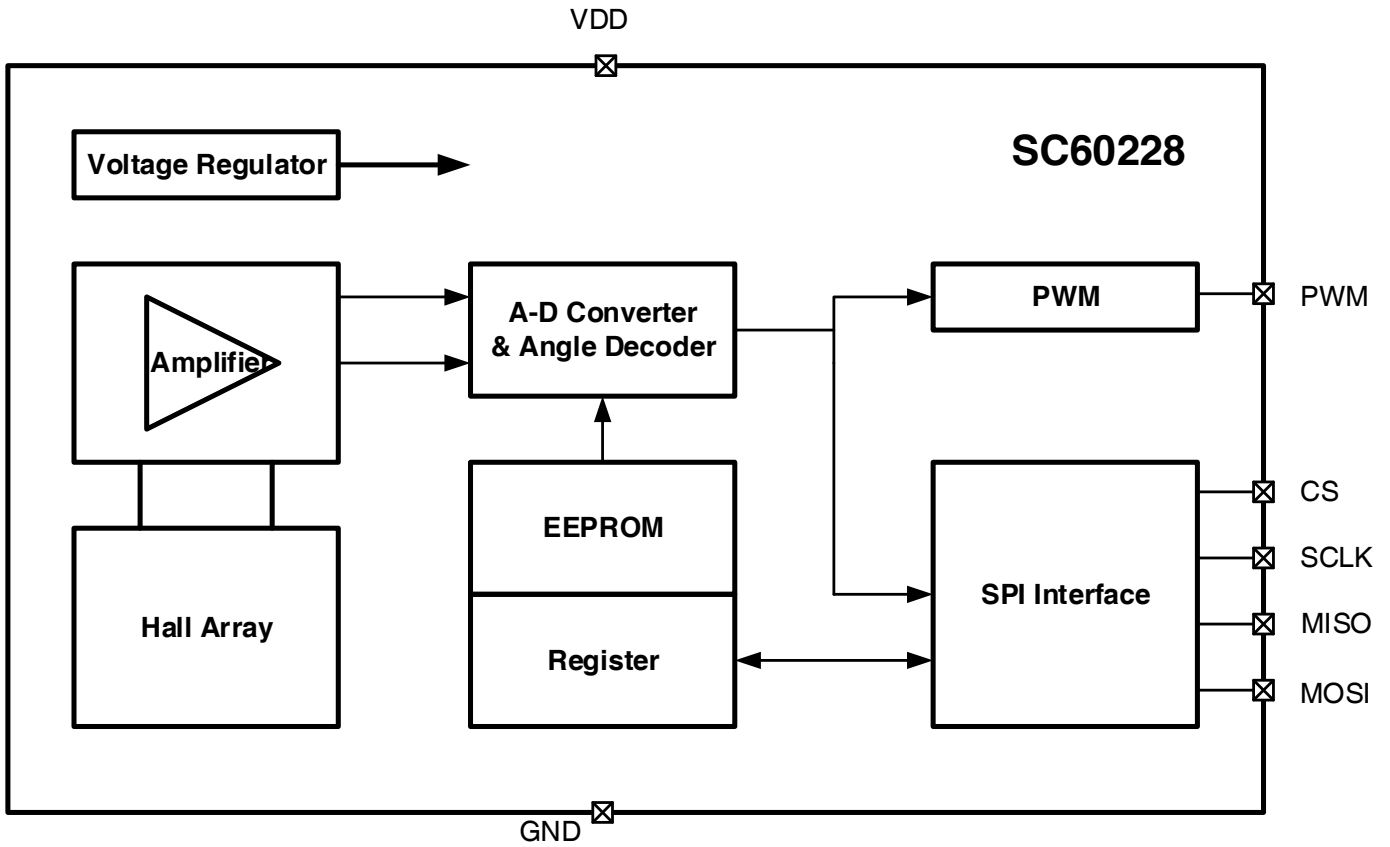 VDD
SC60228
Voltage Regulator
Amplifier
A-D Converter
& Angle Decoder
PWM
PWM
EEPROM
Register
Hall Array
SPI Interface
CS
SCLK
MISO
MOSI
GND